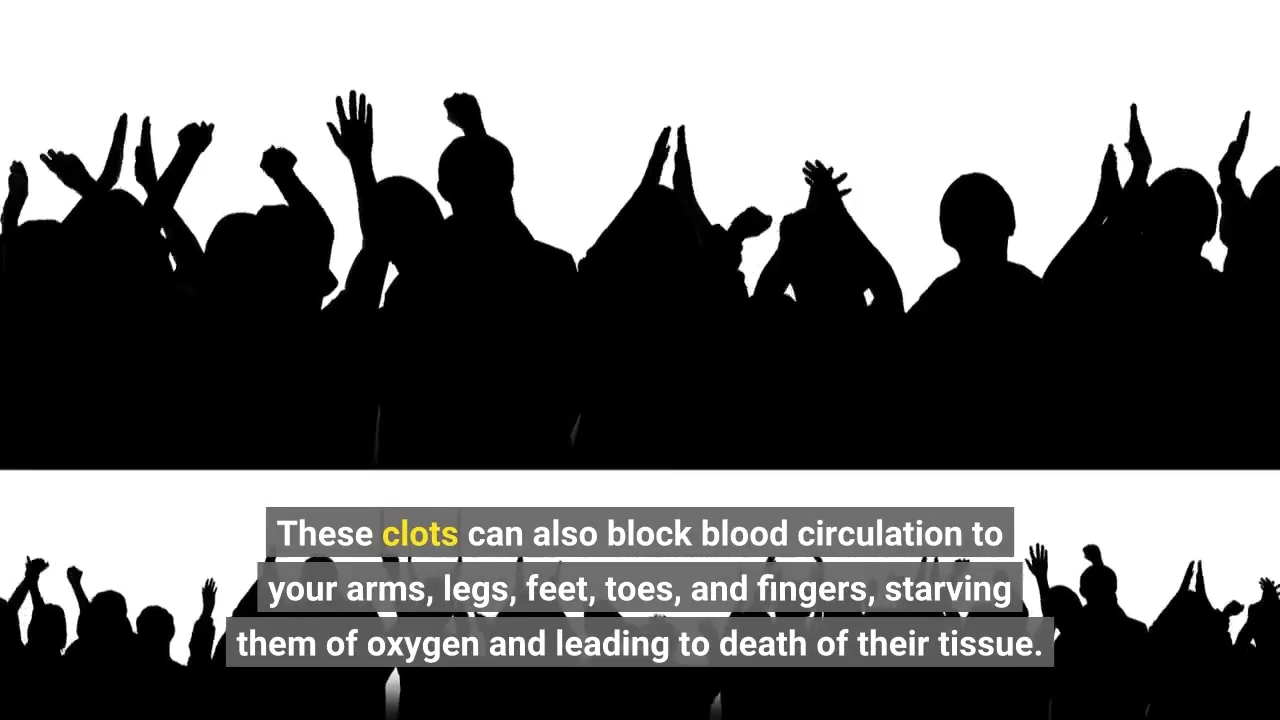 These clots can also block blood circulation to
your arms, legs, feet, toes, and fingers, starving
them of oxygen and leading to death of their tissue.